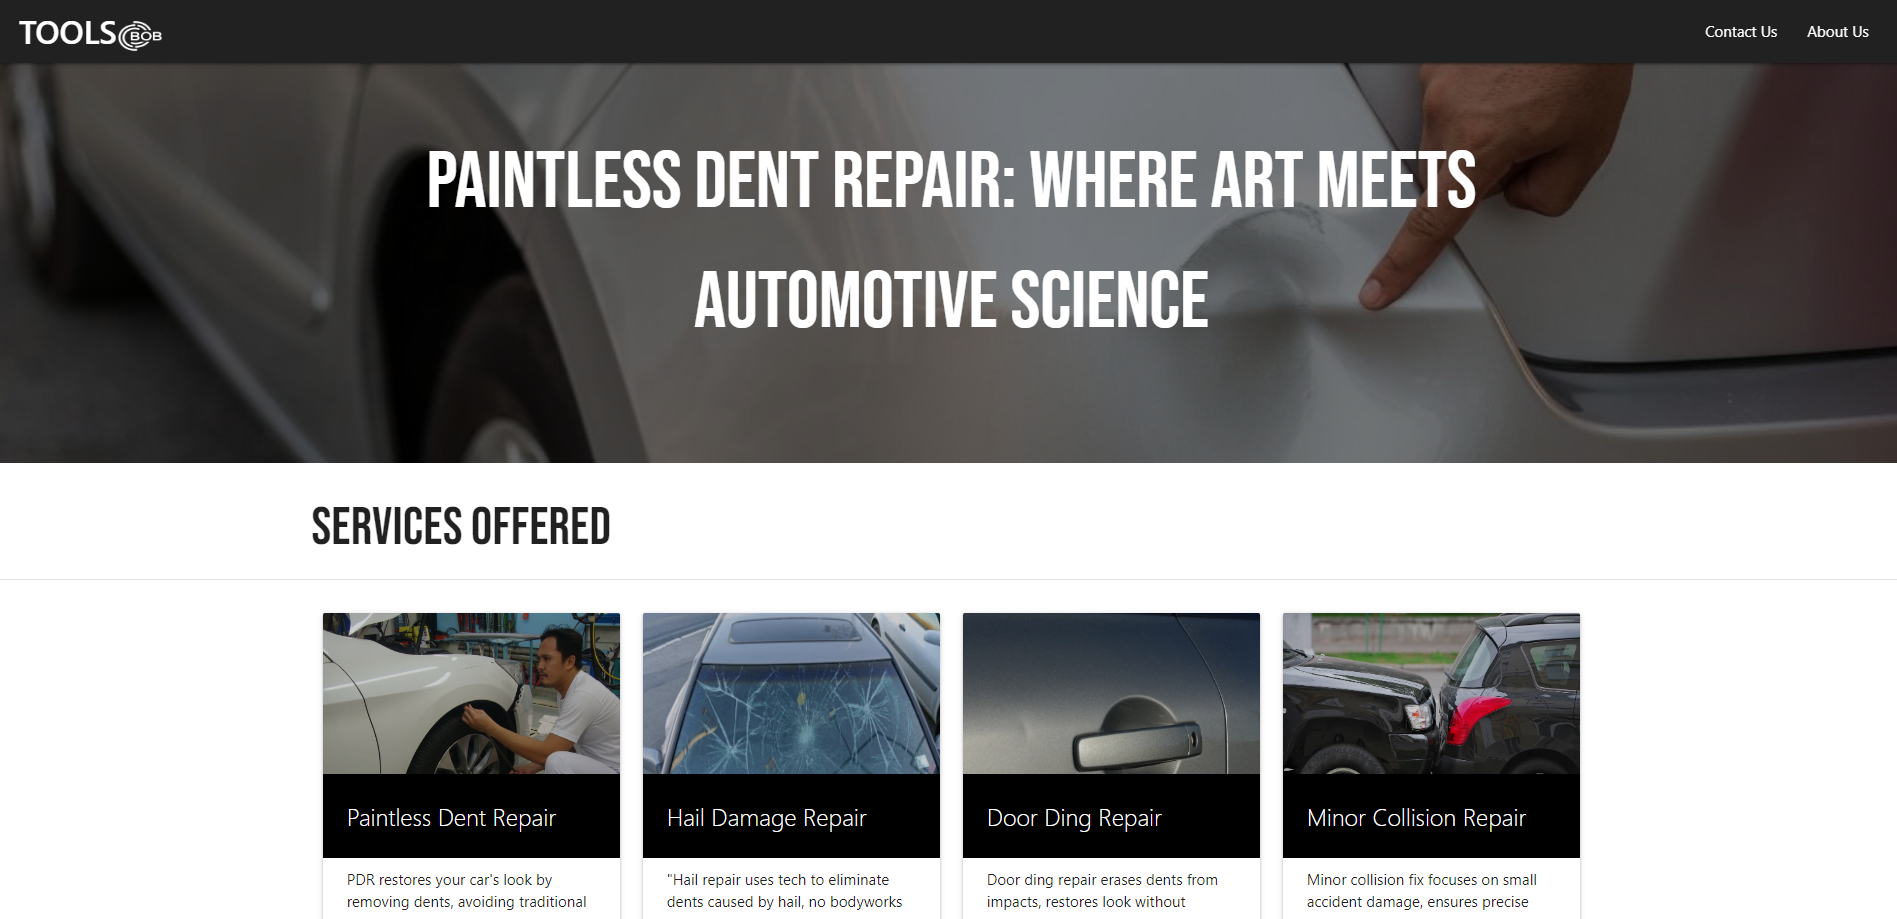 TOOLS BOB
Contact Us
About Us
PAINTLESS DENT REPAIR: WHERE ART MEETS
AUTOMOTIVE SCIENCE
SERVICES OFFERED
Paintless Dent Repair
PDR restores your car's look by
removing dents, avoiding traditional
Hail Damage Repair
"Hail repair uses tech to eliminate
dents caused by hail, no bodyworks
Door Ding Repair
Door ding repair erases dents from
impacts, restores look without
Minor Collision Repair
Minor collision fix focuses on small
accident damage, ensures precise